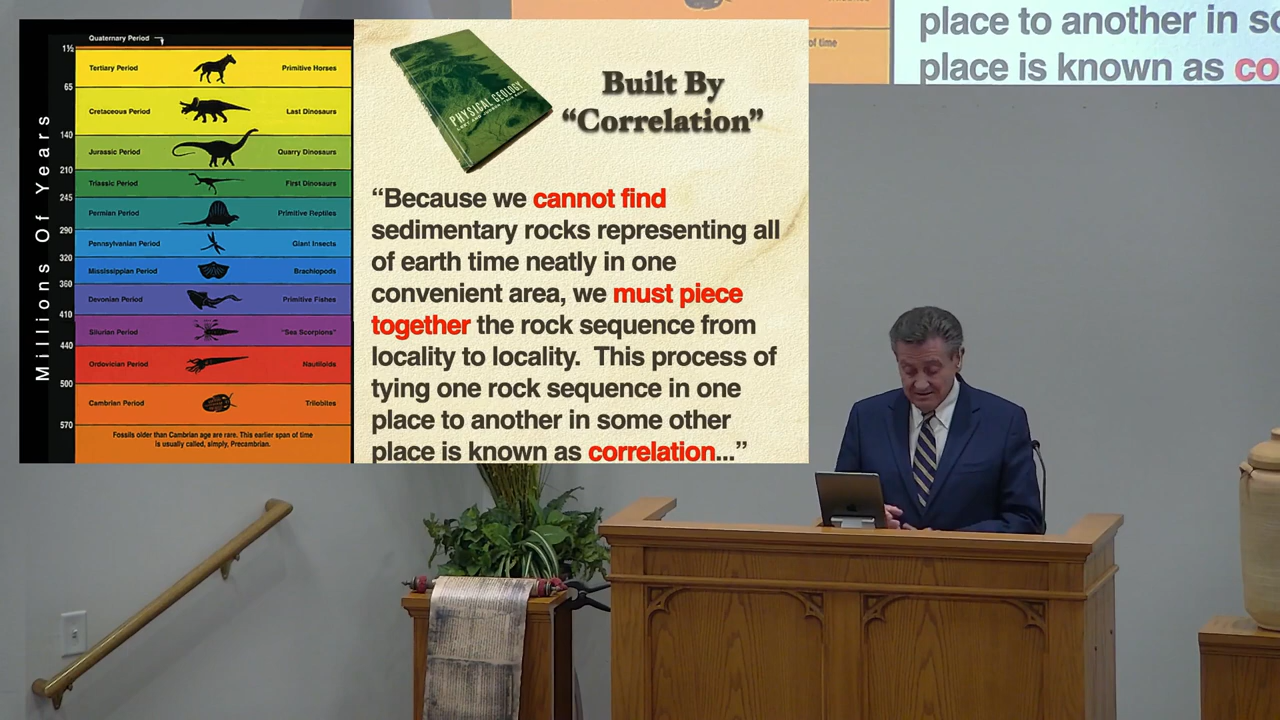 Quaternary Period
1½
Tertiary Period Primitive Horses
65
Cretaceous Period Last Dinosaurs
140
Jurassic Period Quarry Dinosaurs
210
Triassic Period First Dinosaurs
245
Permian Period Primitive Reptiles
290
Pennsylvanian Period Giant Insects
320
Mississippian Period Brachiopods
360
Devonian Period Primitive Fishes
410
Silurian Period "Sea Scorpions"
440
Ordovician Period Nautiloids
500
Cambrian Period Trilobites
570
Fossils older than Cambrian age are rare. This earlier span of time
is usually called, simply, Precambrian.
Millions Of Years
PHYSICAL GEOLOGY
Built By
“Correlation”
“Because we cannot find
sedimentary rocks representing all
of earth time neatly in one
convenient area, we must piece
together the rock sequence from
locality to locality. This process of
tying one rock sequence in one
place to another in some other
place is known as correlation...”
of time
place to another in so
place is known as co